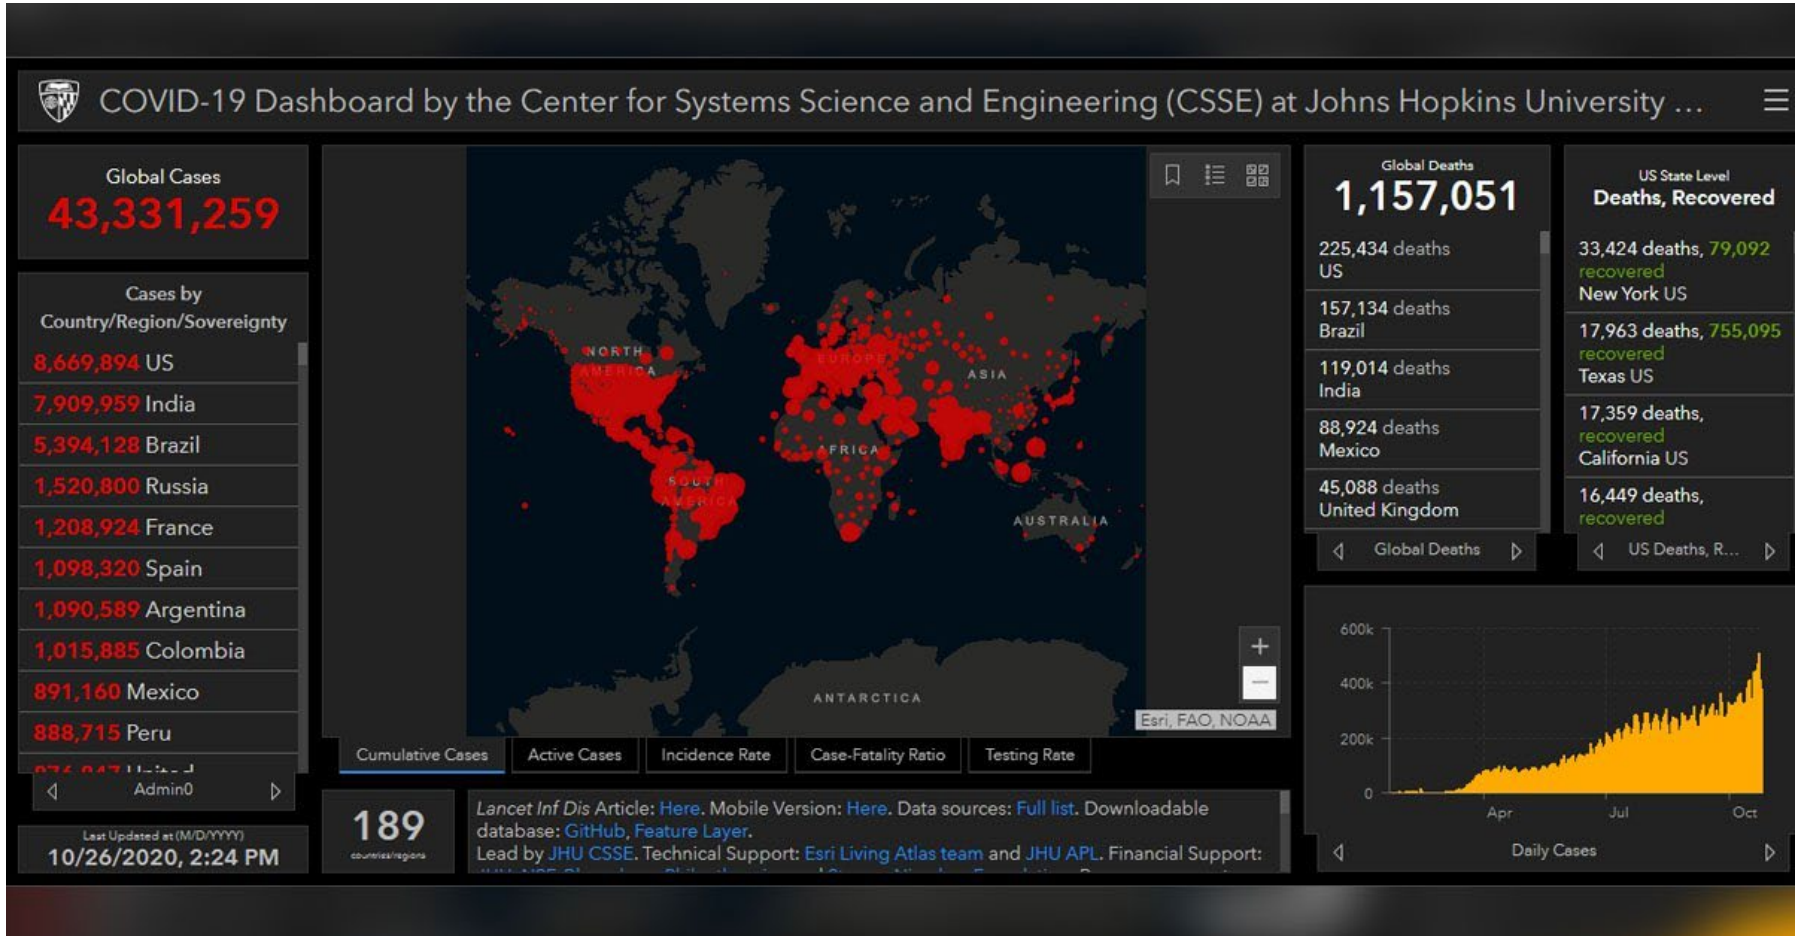 COVID-19 Dashboard by the Center for Systems Science and Engineering (CSSE) at Johns Hopkins University ...
Global Cases
43,331,259
Cases by
Country/Region/Sovereignty
8,669,894 US
7,909,959 India
5,394,128 Brazil
1,520,800 Russia
1,208,924 France
1,098,320 Spain
1,090,589 Argentina
1,015,885 Colombia
891,160 Mexico
888,715 Peru
Admin0
Last Updated at (M/D/YYYY)
10/26/2020, 2:24 PM
NORTH
AMERICA
EUROPE
ASIA
AFRICA
SOUTH
AMERICA
AUSTRALIA
ANTARCTICA
Esri, FAO, NOAA
Cumulative Cases
Active Cases
Incidence Rate
Case-Fatality Ratio
Testing Rate
189
countries/regions
Lancet Inf Dis Article: Here. Mobile Version: Here. Data sources: Full list. Downloadable
database: GitHub, Feature Layer.
Lead by JHU CSSE. Technical Support: Esri Living Atlas team and JHU APL. Financial Support:
Global Deaths
1,157,051
225,434 deaths
US
157,134 deaths
Brazil
119,014 deaths
India
88,924 deaths
Mexico
45,088 deaths
United Kingdom
Global Deaths
US State Level
Deaths, Recovered
33,424 deaths, 79,092
recovered
New York US
17,963 deaths, 755,095
recovered
Texas US
17,359 deaths,
recovered
California US
16,449 deaths,
recovered
US Deaths, R...
600k
400k
200k
0
Apr
Jul
Oct
Daily Cases